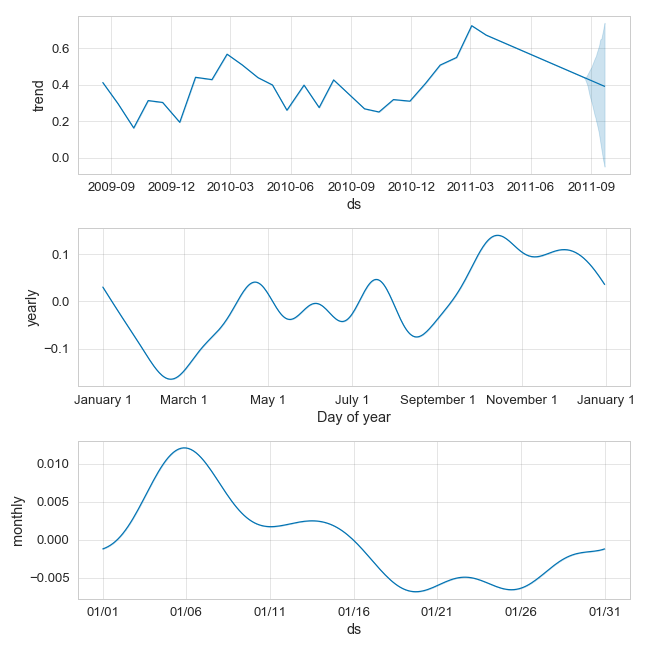 0.6
0.4
0.2
0.0
trend
2009-09 2009-12 2010-03 2010-06 2010-09 2010-12 2011-03 2011-06 2011-09
ds
0.1
0.0
−0.1
yearly
January 1 March 1 May 1 July 1 September 1 November 1 January 1
Day of year
0.010
0.005
0.000
−0.005
monthly
01/01 01/06 01/11 01/16 01/21 01/26 01/31
ds